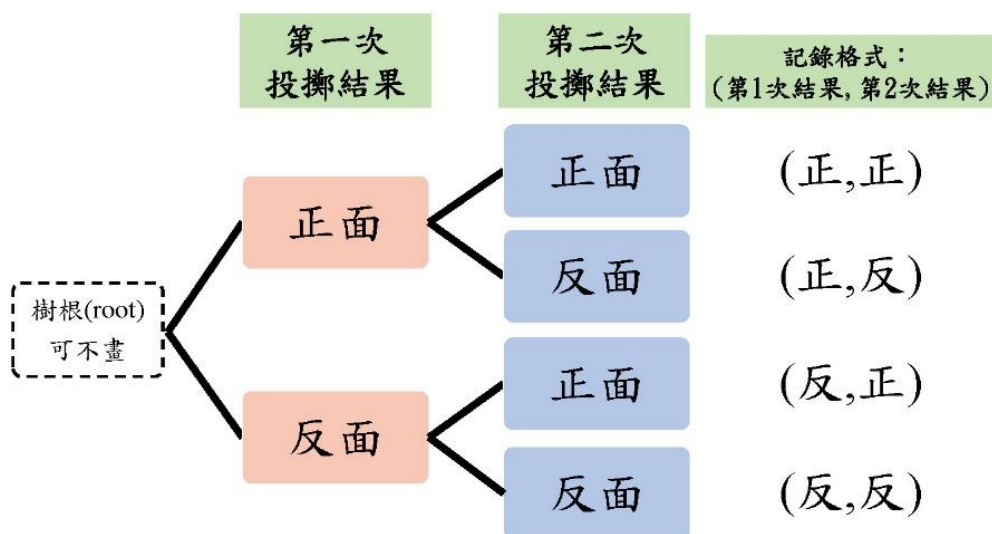 第一次
投擲結果
第二次
投擲結果
記錄格式：
(第1次結果, 第2次結果)
正面
(正,正)
正面
反面
(正,反)
樹根(root)
可不畫
正面
(反,正)
反面
反面
(反,反)